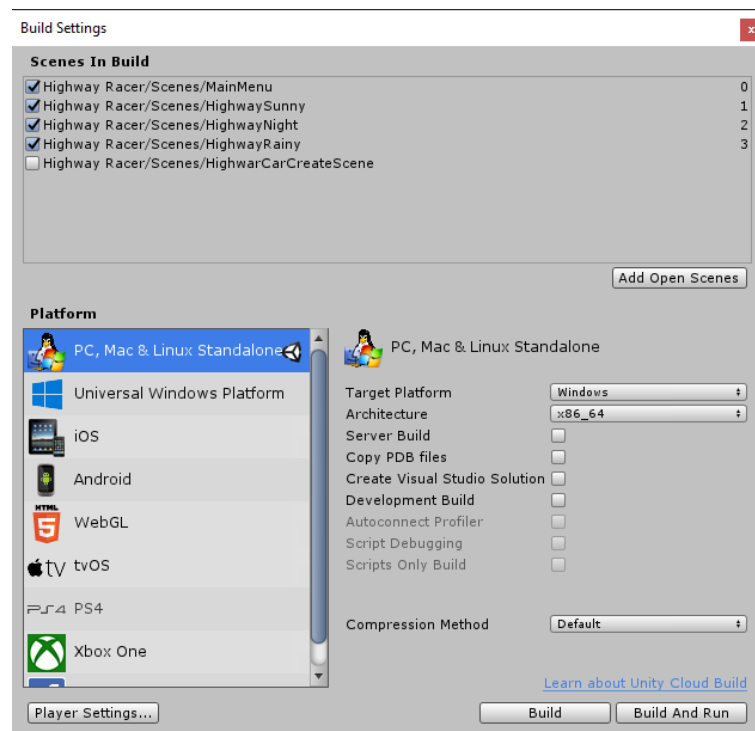 Build Settings
x
Scenes In Build
Highway Racer/Scenes/MainMenu 0
Highway Racer/Scenes/HighwaySunny 1
Highway Racer/Scenes/HighwayNight 2
Highway Racer/Scenes/HighwayRainy 3
Highway Racer/Scenes/HighwarCarCreateScene
Add Open Scenes
Platform
PC, Mac & Linux Standalone
Universal Windows Platform
iOS
Android
HTML
5
WebGL
tv tvOS
PS4 PS4
Xbox One
PC, Mac & Linux Standalone
Target Platform Windows
Architecture x86_64
Server Build
Copy PDB files
Create Visual Studio Solution
Development Build
Autoconnect Profiler
Script Debugging
Scripts Only Build
Compression Method Default
Learn about Unity Cloud Build
Player Settings...
Build
Build And Run